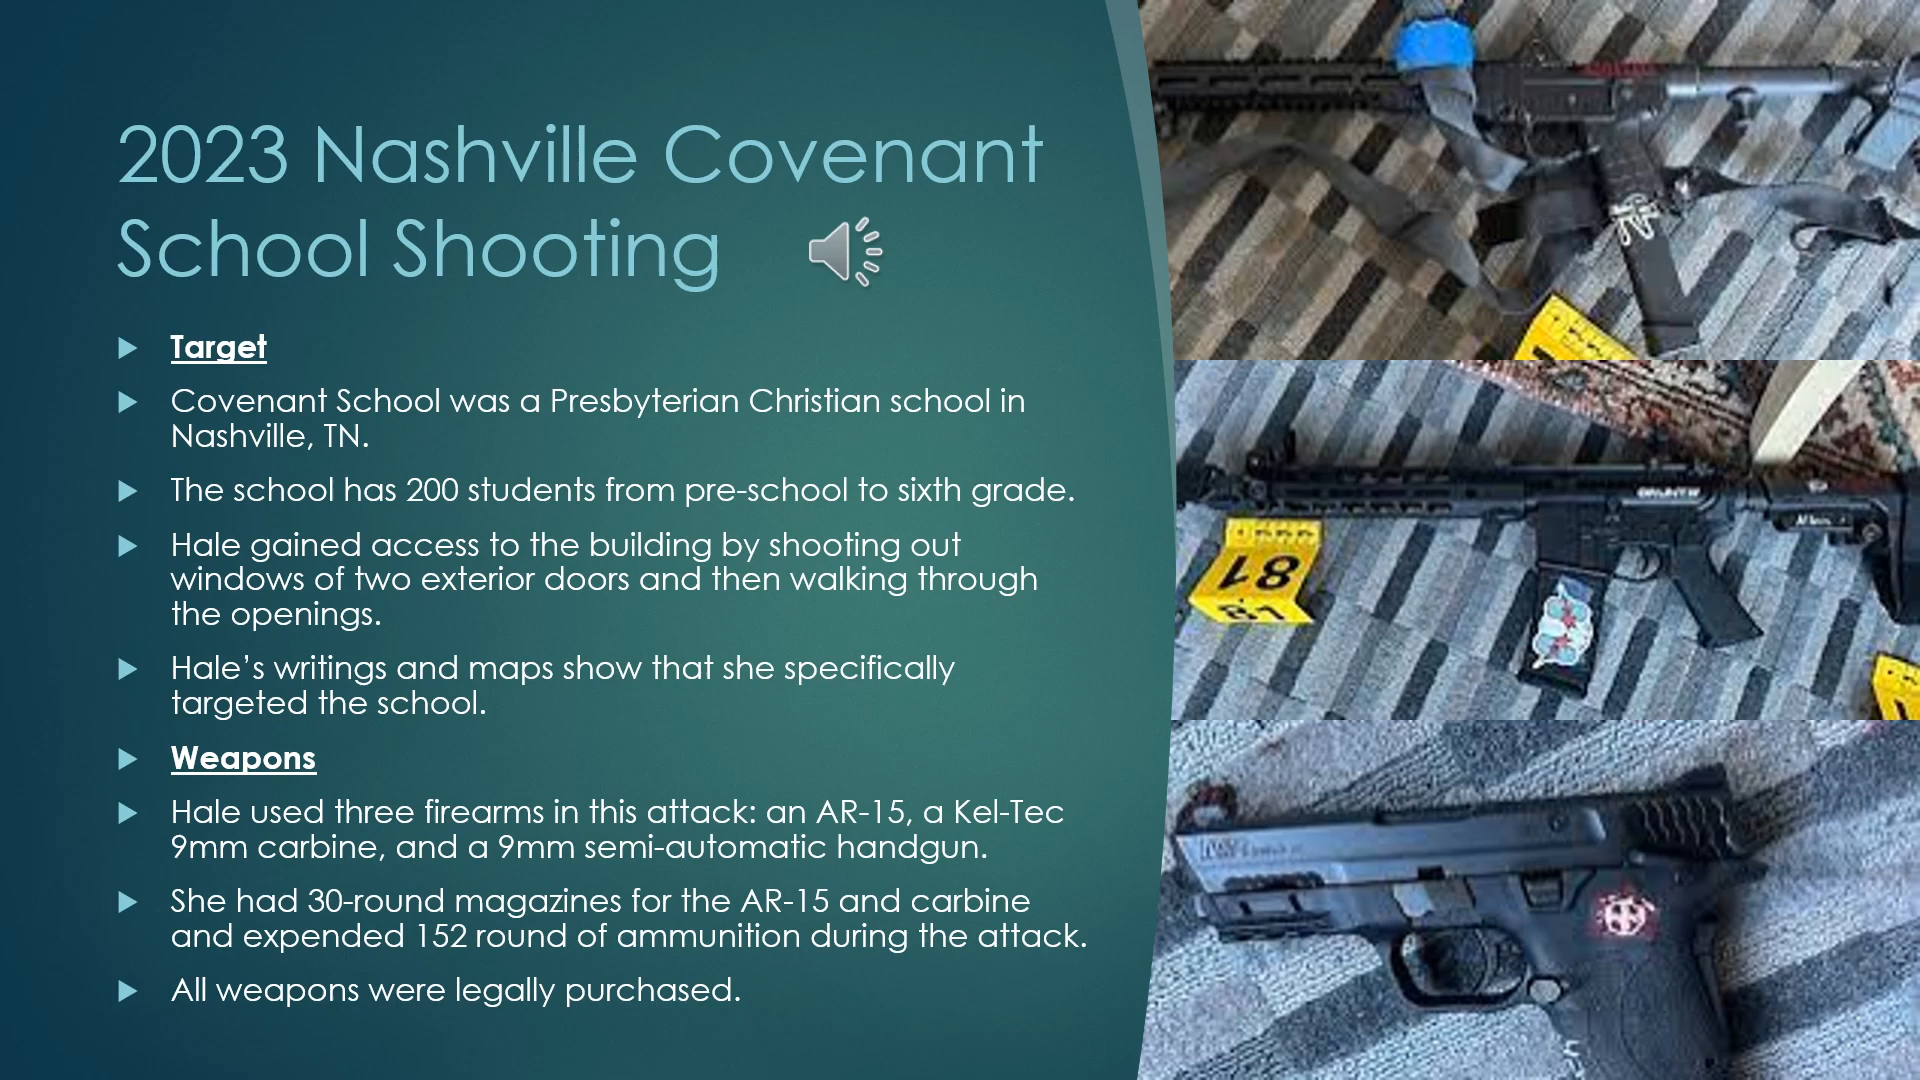 2023 Nashville Covenant
School Shooting
Target
Covenant School was a Presbyterian Christian school in
Nashville, TN.
The school has 200 students from pre-school to sixth grade.
Hale gained access to the building by shooting out
windows of two exterior doors and then walking through
the openings.
Hale’s writings and maps show that she specifically
targeted the school.
Weapons
Hale used three firearms in this attack: an AR-15, a Kel-Tec
9mm carbine, and a 9mm semi-automatic handgun.
She had 30-round magazines for the AR-15 and carbine
and expended 152 round of ammunition during the attack.
All weapons were legally purchased.
81
81